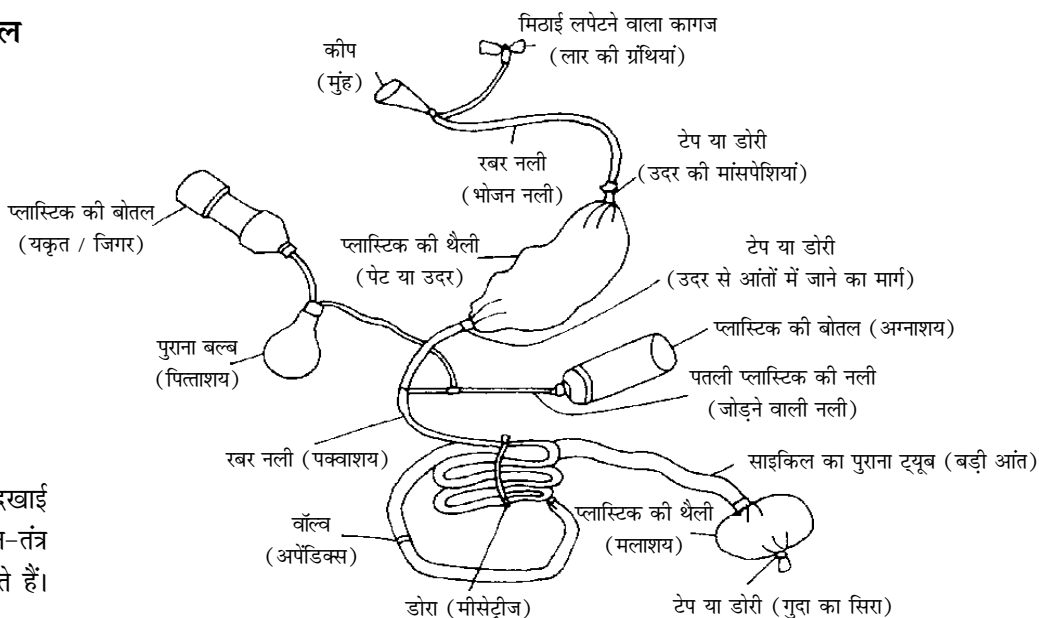 ल
मिठाई लपेटने वाला कागज
(लार की ग्रंथियां)
कीप
(मुंह)
टेप या डोरी
(उदर की मांसपेशियां)
रबर नली
(भोजन नली)
प्लास्टिक की बोतल
(यकृत / जिगर)
प्लास्टिक की थैली
(पेट या उदर)
टेप या डोरी
(उदर से आंतों में जाने का मार्ग)
प्लास्टिक की बोतल (अग्नाशय)
पुराना बल्ब
(पित्ताशय)
पतली प्लास्टिक की नली
(जोड़ने वाली नली)
रबर नली (पक्वाशय)
साइकिल का पुराना ट्यूब (बड़ी आंत)
वॉल्व
(अपेंडिक्स)
प्लास्टिक की थैली
(मलाशय)
डोरा (मीसेट्रीज)
टेप या डोरी (गुदा का सिरा)
दखाई
न-तंत्र
ते हैं।